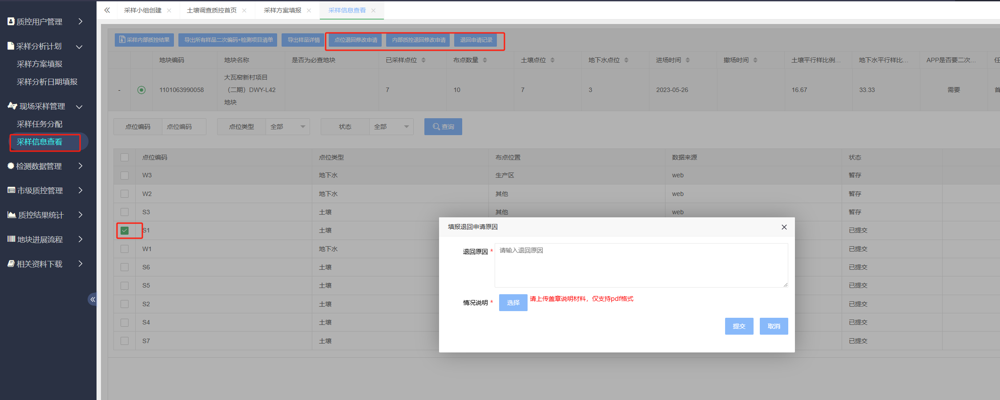 采样小组创建
土壤调查质控首页
采样方案填报
采样信息查看
质控用户管理
采样分析计划
采样方案填报
采样分析日期填报
现场采样管理
采样任务分配
采样信息查看
检测数据管理
市级质控管理
质控结果统计
地块进展流程
相关资料下载
采样内部质控结果
导出所有样品二次编码+检测项目清单
导出样品详情
点位退回修改申请
内部质控退回修改申请
退回申请记录
地块编码 地块名称 是否为必查地块 已采样点位 布点数量 土壤点位 地下水点位 进场时间 撤场时间 土壤平行样比例... 地下水平行样比... APP是否要二次... 任
- 1101063990058 大瓦窑新村项目 7 10 7 3 2023-05-26 16.67 33.33 需要 首
（二期）DWY-L42
地块
点位编码 点位编码 点位类型 全部 状态 全部 查询
点位编码 点位类型 布点位置 数据来源 状态
W3 地下水 生产区 web 暂存
W2 地下水 其他 web 暂存
S3 土壤 其他 web 暂存
S1 土壤 已提交
W1 地下水 已提交
S6 土壤 已提交
S5 土壤 已提交
S2 土壤 已提交
S4 土壤 已提交
S7 土壤 已提交
填报退回申请原因
退回原因 * 请输入退回原因
情况说明 * 选择 请上传盖章说明材料，仅支持pdf格式
提交 取消